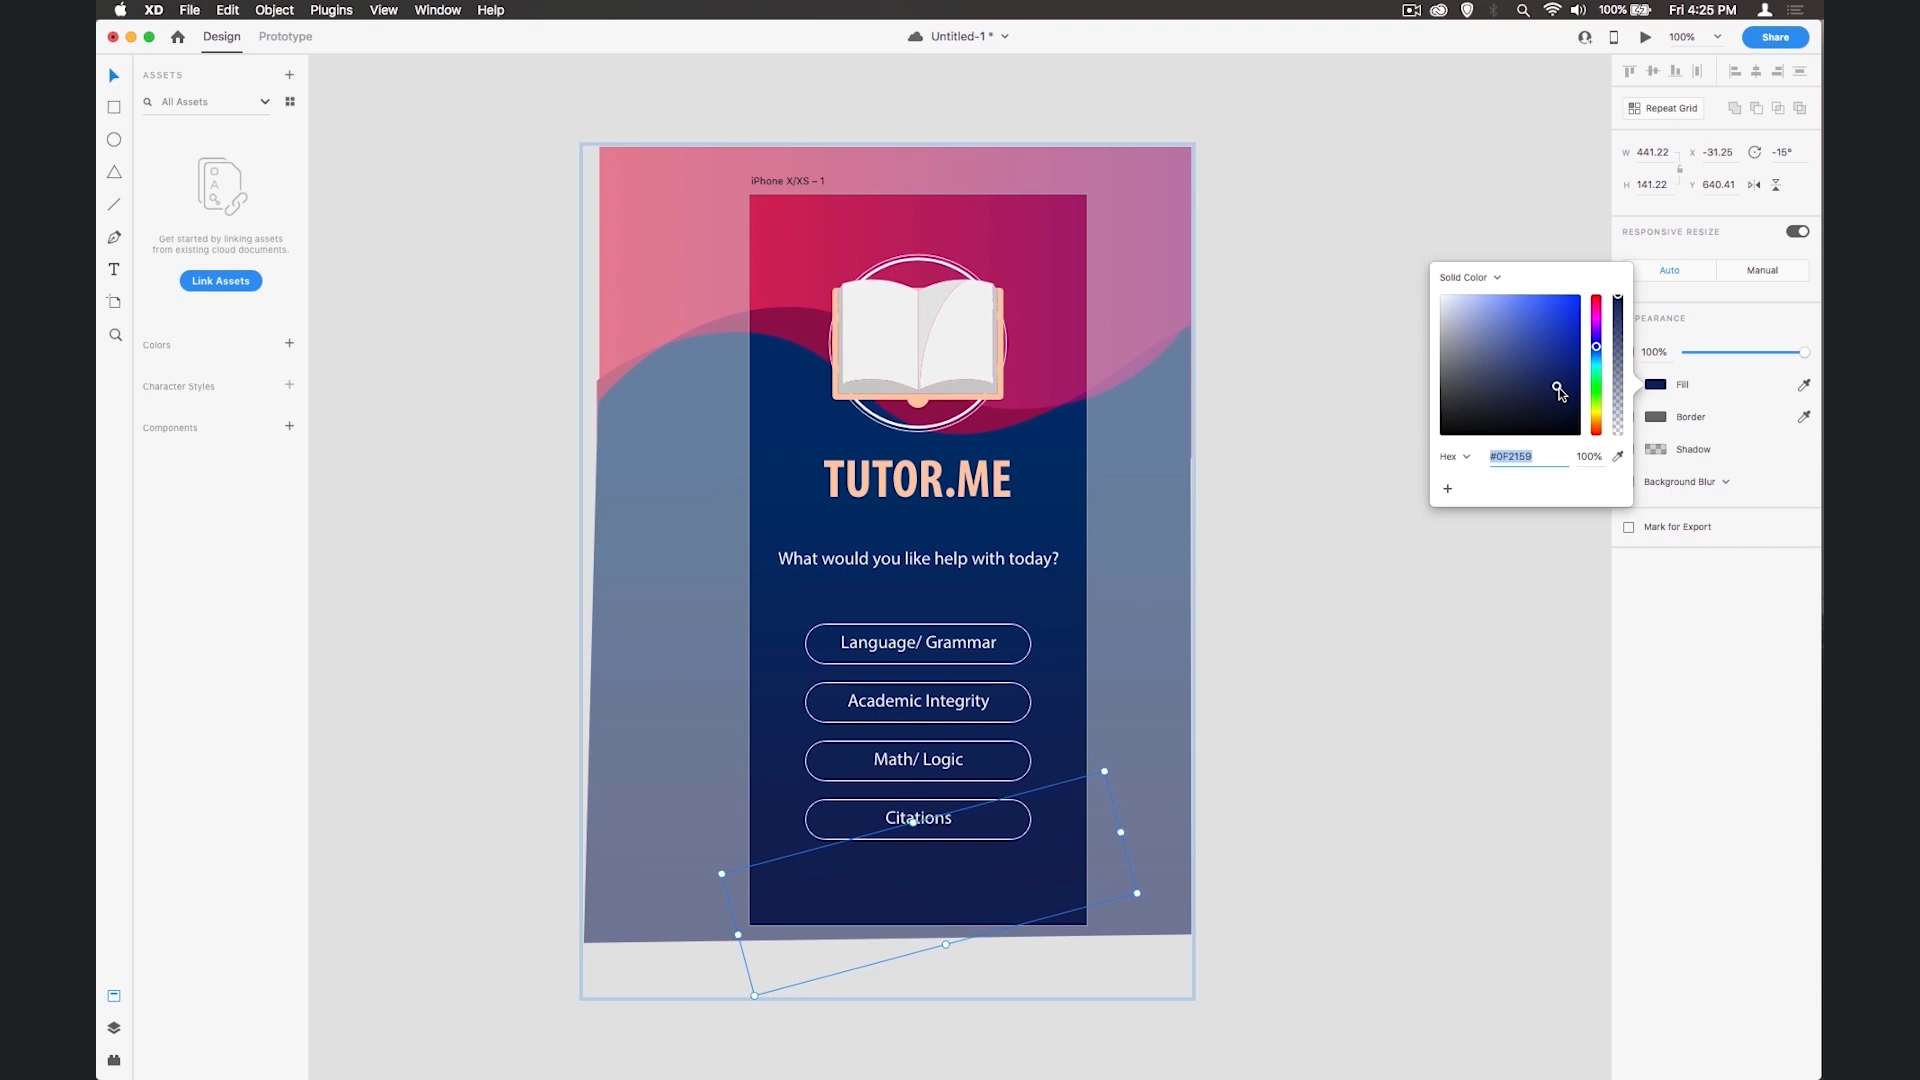 XD File Edit Object Plugins View Window Help
100% Fri 4:25 PM
Design Prototype
Untitled-1 *
100%
Share
ASSETS
All Assets
Get started by linking assets
from existing cloud documents.
Link Assets
Colors
Character Styles
Components
iPhone X/XS – 1
TUTOR.ME
What would you like help with today?
Language/ Grammar
Academic Integrity
Math/ Logic
Citations
Solid Color
Hex #0F2159 100%
Repeat Grid
W 441.22 X -31.25 -15°
H 141.22 Y 640.41
RESPONSIVE RESIZE
Auto Manual
PEARANCE
100%
Fill
Border
Shadow
Background Blur
Mark for Export